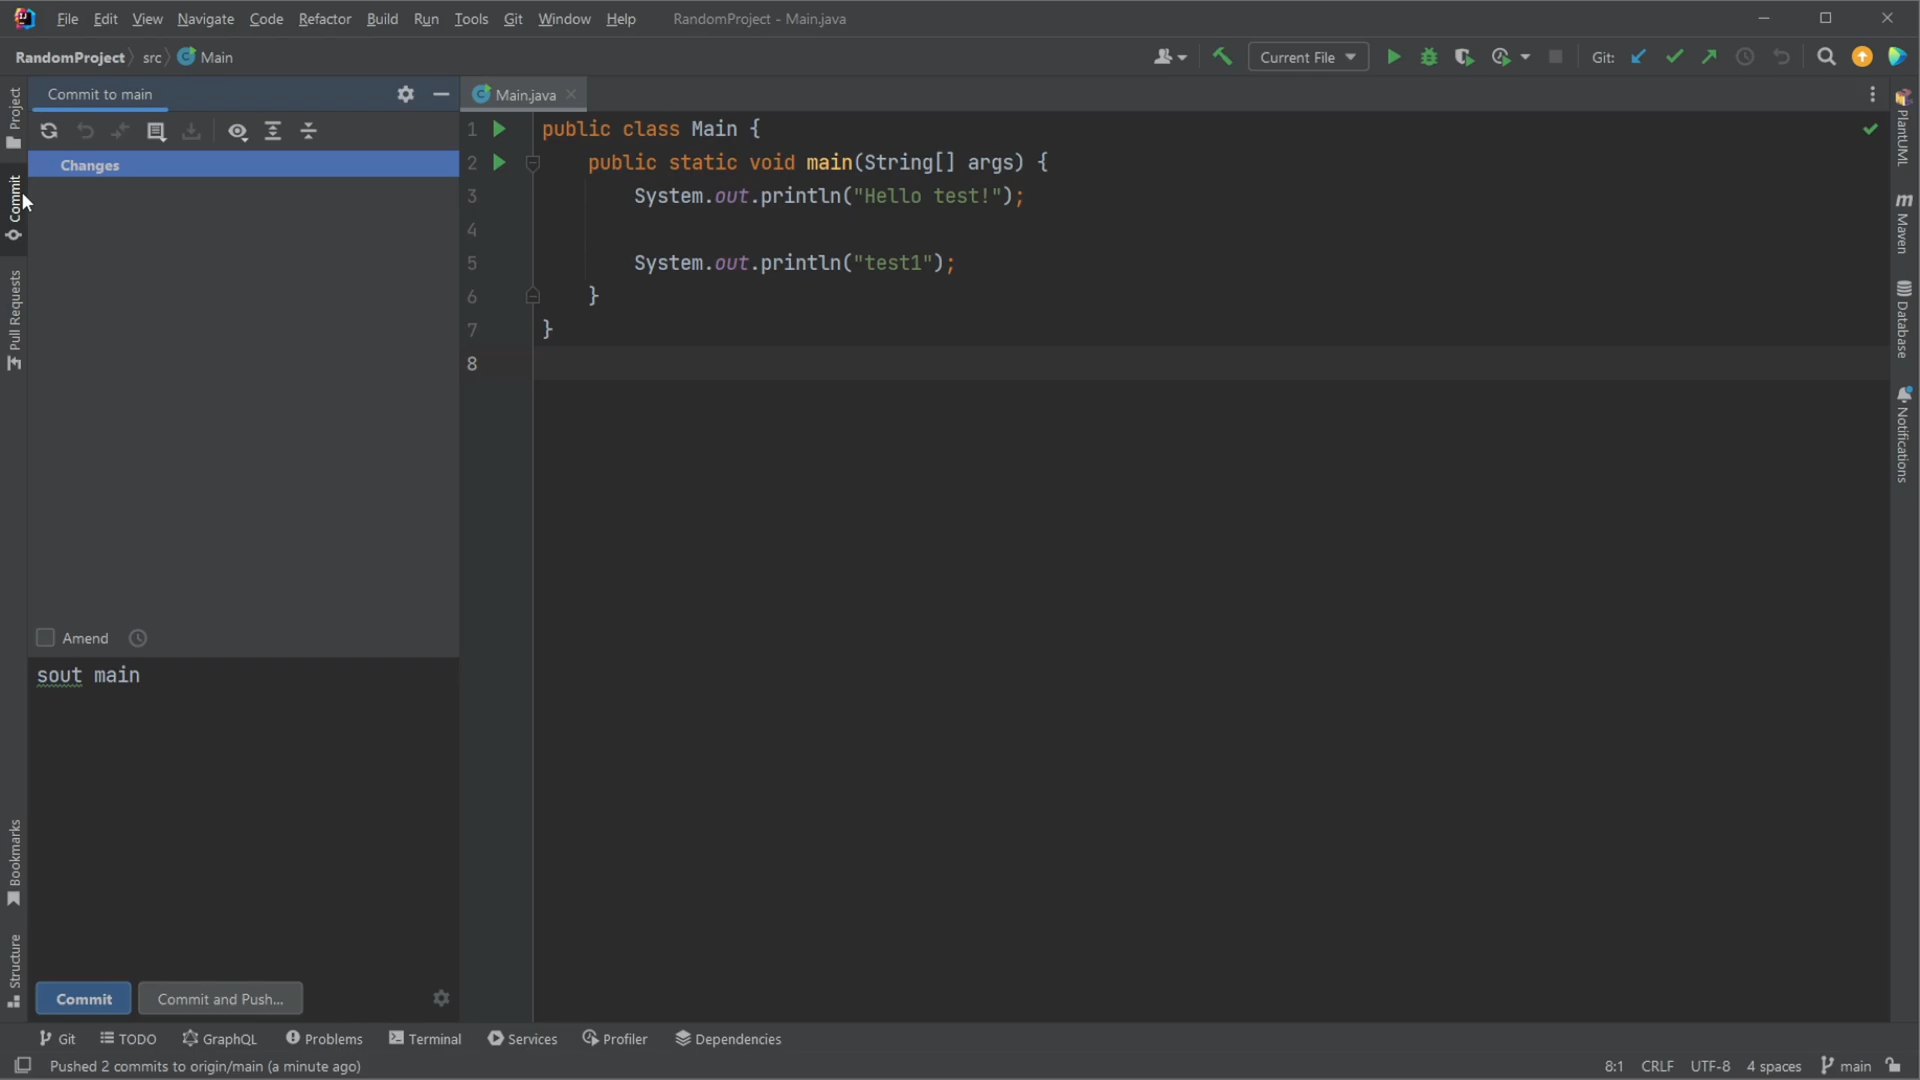 File Edit View Navigate Code Refactor Build Run Tools Git Window Help RandomProject - Main.java
RandomProject src Main Current File Git:
Commit to main
Main.java
Changes
Project
Commit
Pull Requests
Bookmarks
Structure
1 public class Main {
2 public static void main(String[] args) {
3 System.out.println("Hello test!");
4
5 System.out.println("test1");
6 }
7 }
8
PlantUML
Maven
Database
Notifications
Amend
sout main
Commit Commit and Push...
Git TODO GraphQL Problems Terminal Services Profiler Dependencies
Pushed 2 commits to origin/main (a minute ago) 8:1 CRLF UTF-8 4 spaces main